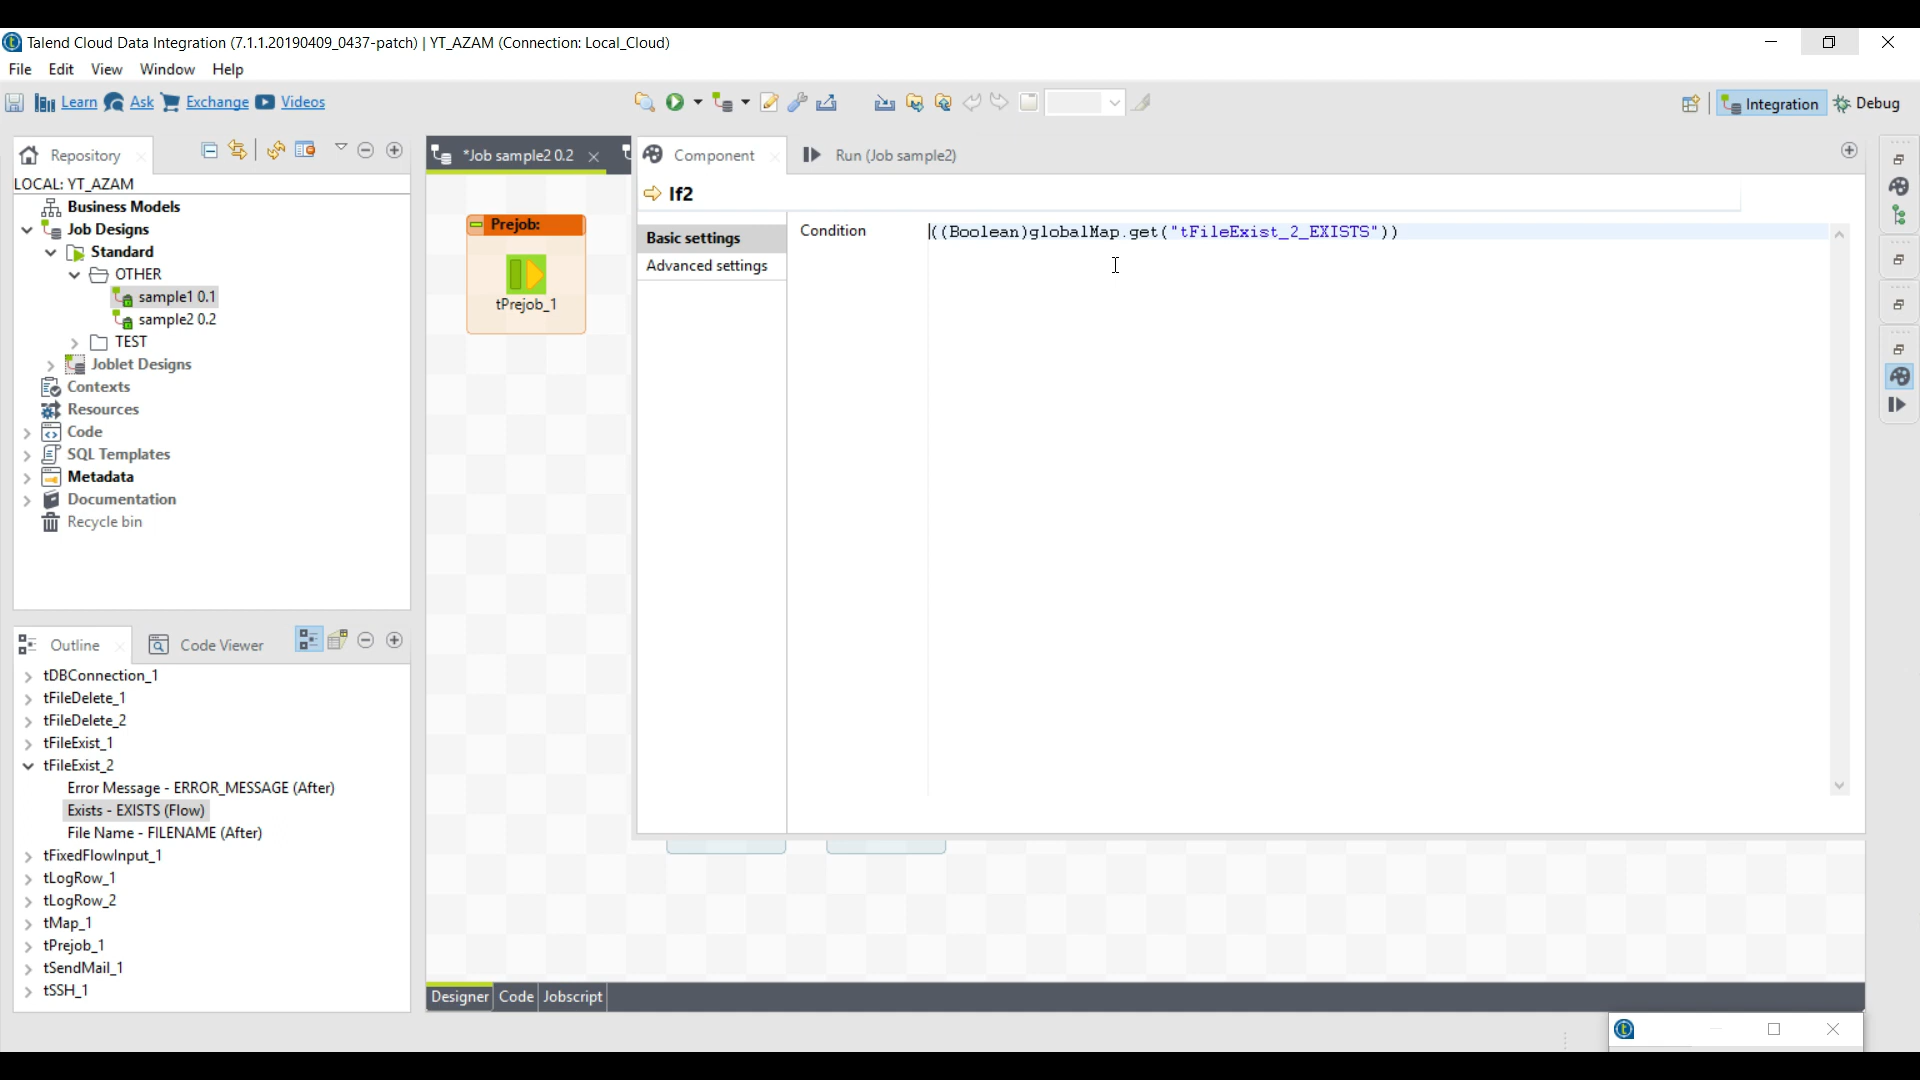 Talend Cloud Data Integration (7.1.1.20190409_0437-patch) | YT_AZAM (Connection: Local_Cloud)
File Edit View Window Help
Learn Ask Exchange Videos
Integration Debug
Repository
*Job sample2 0.2
Component
Run (Job sample2)
LOCAL: YT_AZAM
Business Models
Job Designs
Standard
OTHER
sample1 0.1
sample2 0.2
TEST
Joblet Designs
Contexts
Resources
Code
SQL Templates
Metadata
Documentation
Recycle bin
Prejob:
tPrejob_1
If2
Basic settings
Advanced settings
Condition
((Boolean)globalMap.get("tFileExist_2_EXISTS"))
Outline
Code Viewer
tDBConnection_1
tFileDelete_1
tFileDelete_2
tFileExist_1
tFileExist_2
Error Message - ERROR_MESSAGE (After)
Exists - EXISTS (Flow)
File Name - FILENAME (After)
tFixedFlowInput_1
tLogRow_1
tLogRow_2
tMap_1
tPrejob_1
tSendMail_1
tSSH_1
Designer Code Jobscript